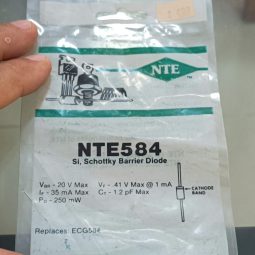 NTE
NTE584
Si, Schottky Barrier Diode
VBR - 20 V Max VF - .41 V Max @ 1 mA
IF - 35 mA Max CT - 1.2 pF Max
PD - 250 mW
CATHODE
BAND
Replaces: ECG584